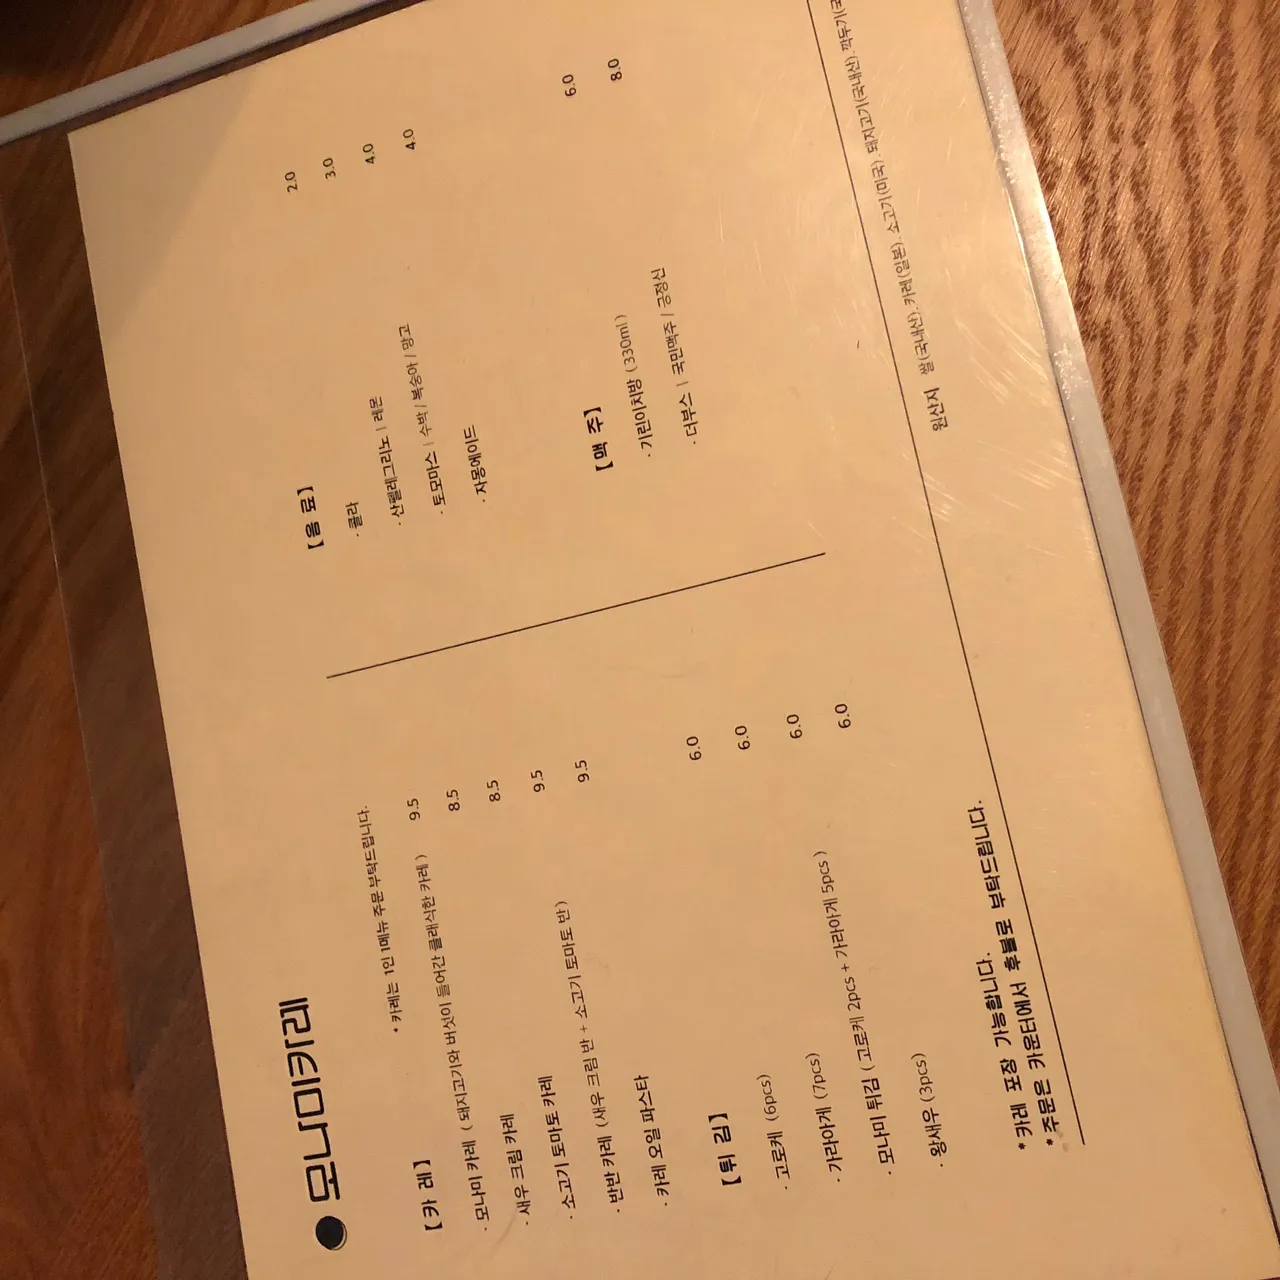 모나미카레
* 카레는 1인 1메뉴 주문 부탁드립니다.
【카 레】
· 모나미 카레 ( 돼지고기와 버섯이 들어간 클래식한 카레 ) 9.5
· 새우 크림 카레 8.5
· 소고기 토마토 카레 8.5
· 반반 카레 (새우 크림 반 + 소고기 토마토 반) 9.5
· 카레 오일 파스타 9.5
【튀 김】
· 고로케 (6pcs) 6.0
· 가라아게 (7pcs) 6.0
· 모나미 튀김 ( 고로케 2pcs + 가라아게 5pcs ) 6.0
· 왕새우 (3pcs) 6.0
* 카레 포장 가능합니다.
* 주문은 카운터에서 후불로 부탁드립니다.
【음 료】
· 콜라 2.0
· 산펠레그리노 | 레몬 3.0
· 토모마스 | 수박 / 복숭아 / 망고 4.0
· 자몽에이드 4.0
【맥 주】
· 기린이치방 (330ml) 6.0
· 더부스 | 국민맥주 / 긍정신 8.0
원산지 쌀(국내산). 카레(일본). 소고기(미국). 돼지고기(국내산). 깍두기(국